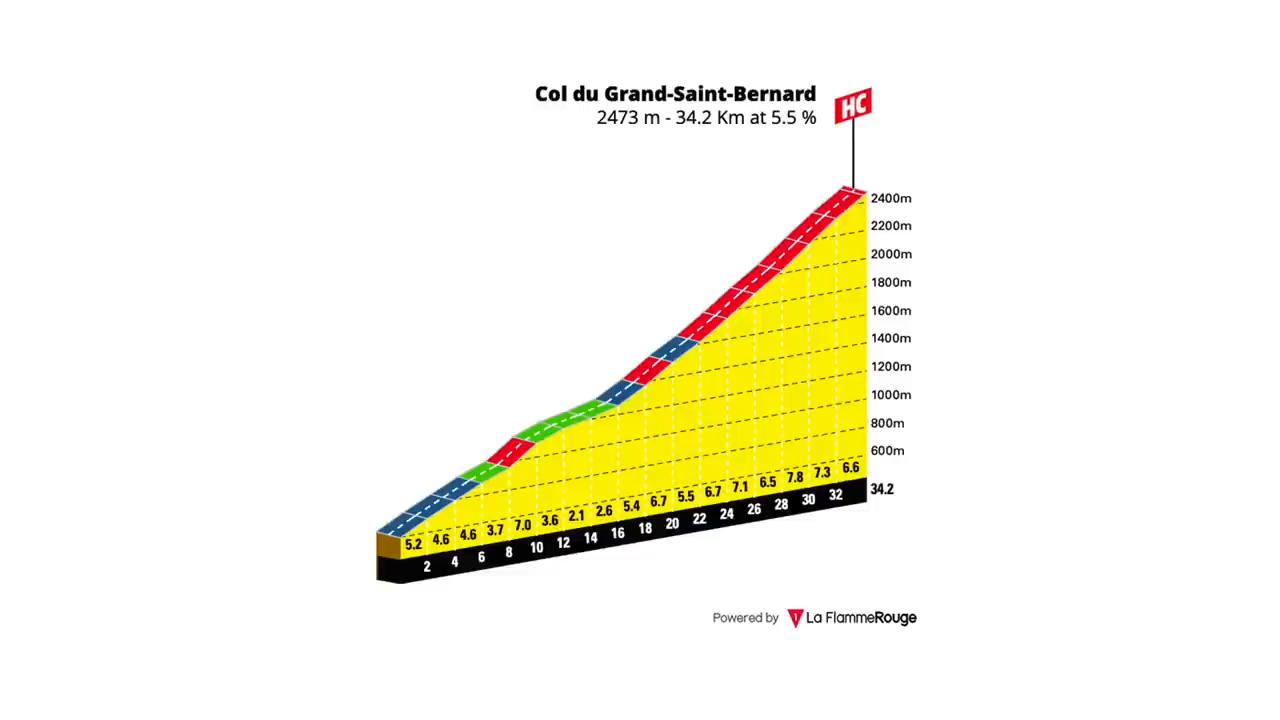 Col du Grand-Saint-Bernard
2473 m - 34.2 Km at 5.5 %
HC
2400m
2200m
2000m
1800m
1600m
1400m
1200m
1000m
800m
600m
5.2 4.6 4.6 3.7 7.0 3.6 2.1 2.6 5.4 6.7 5.5 6.7 7.1 6.5 7.8 7.3 6.6
2 4 6 8 10 12 14 16 18 20 22 24 26 28 30 32 34.2
Powered by 1 La FlammeRouge